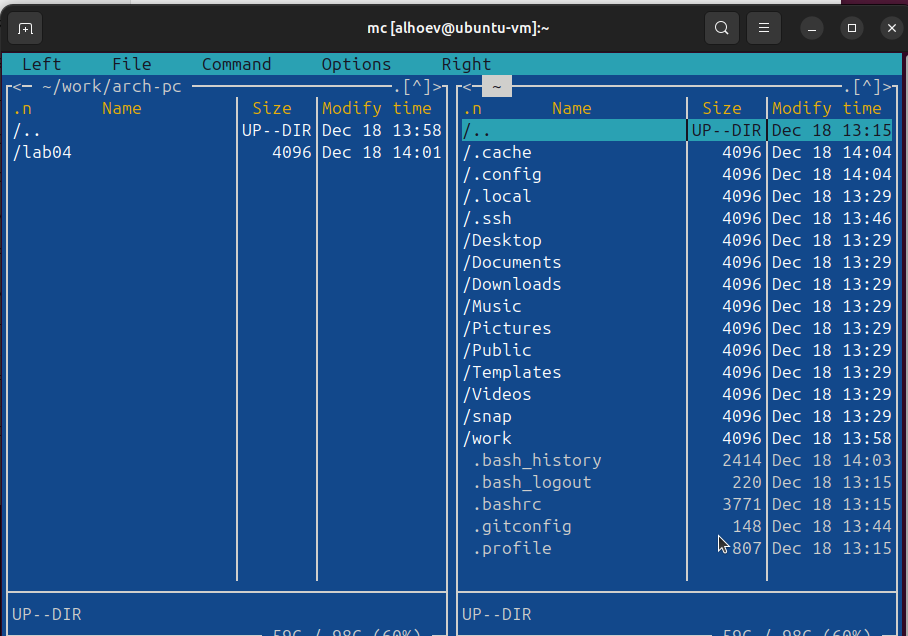 mc [alhoev@ubuntu-vm]:~
Left File Command Options Right
<─ ~/work/arch-pc ─.[^]>
.n Name Size Modify time
/.. UP--DIR Dec 18 13:58
/lab04 4096 Dec 18 14:01
UP--DIR
59G / 98G (60%)
<─ ~ ─.[^]>
.n Name Size Modify time
/.. UP--DIR Dec 18 13:15
/.cache 4096 Dec 18 14:04
/.config 4096 Dec 18 14:04
/.local 4096 Dec 18 13:29
/.ssh 4096 Dec 18 13:46
/Desktop 4096 Dec 18 13:29
/Documents 4096 Dec 18 13:29
/Downloads 4096 Dec 18 13:29
/Music 4096 Dec 18 13:29
/Pictures 4096 Dec 18 13:29
/Public 4096 Dec 18 13:29
/Templates 4096 Dec 18 13:29
/Videos 4096 Dec 18 13:29
/snap 4096 Dec 18 13:29
/work 4096 Dec 18 13:58
.bash_history 2414 Dec 18 14:03
.bash_logout 220 Dec 18 13:15
.bashrc 3771 Dec 18 13:15
.gitconfig 148 Dec 18 13:44
.profile 807 Dec 18 13:15
UP--DIR
59G / 98G (60%)